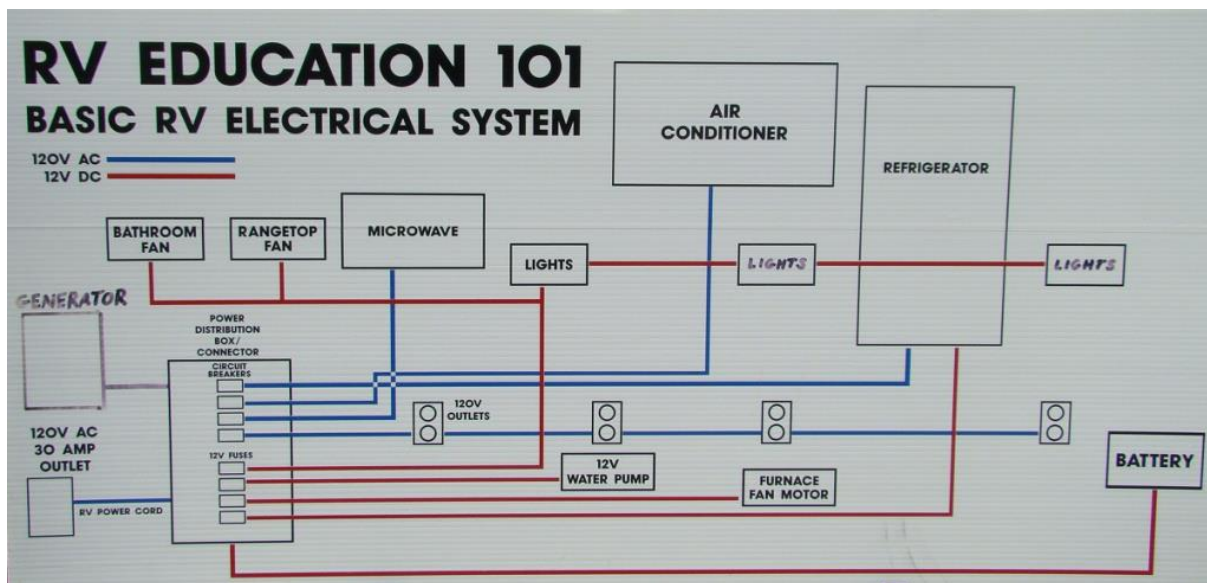 RV EDUCATION 101
BASIC RV ELECTRICAL SYSTEM
120V AC
12V DC
AIR
CONDITIONER
REFRIGERATOR
BATHROOM
FAN
RANGETOP
FAN
MICROWAVE
LIGHTS
LIGHTS
LIGHTS
GENERATOR
POWER
DISTRIBUTION
BOX/
CONNECTOR
CIRCUIT
BREAKERS
120V
OUTLETS
120V AC
30 AMP
OUTLET
12V FUSES
12V
WATER PUMP
FURNACE
FAN MOTOR
BATTERY
RV POWER CORD